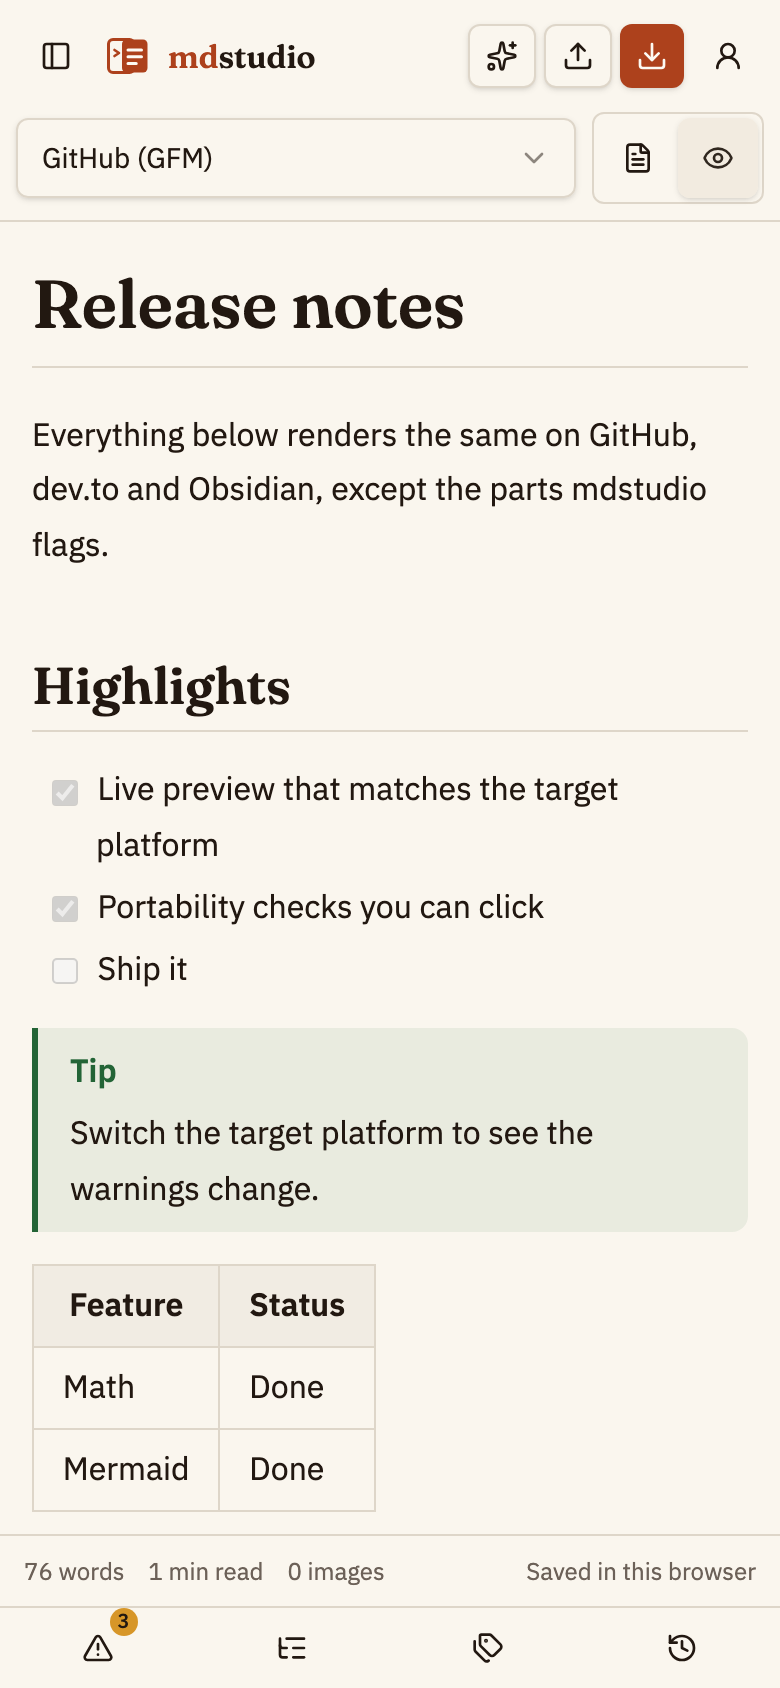 mdstudio
GitHub (GFM)
Release notes
Everything below renders the same on GitHub,
dev.to and Obsidian, except the parts mdstudio
flags.
Highlights
Live preview that matches the target
platform
Portability checks you can click
Ship it
Tip
Switch the target platform to see the
warnings change.
Feature Status
Math Done
Mermaid Done
76 words 1 min read 0 images Saved in this browser
3